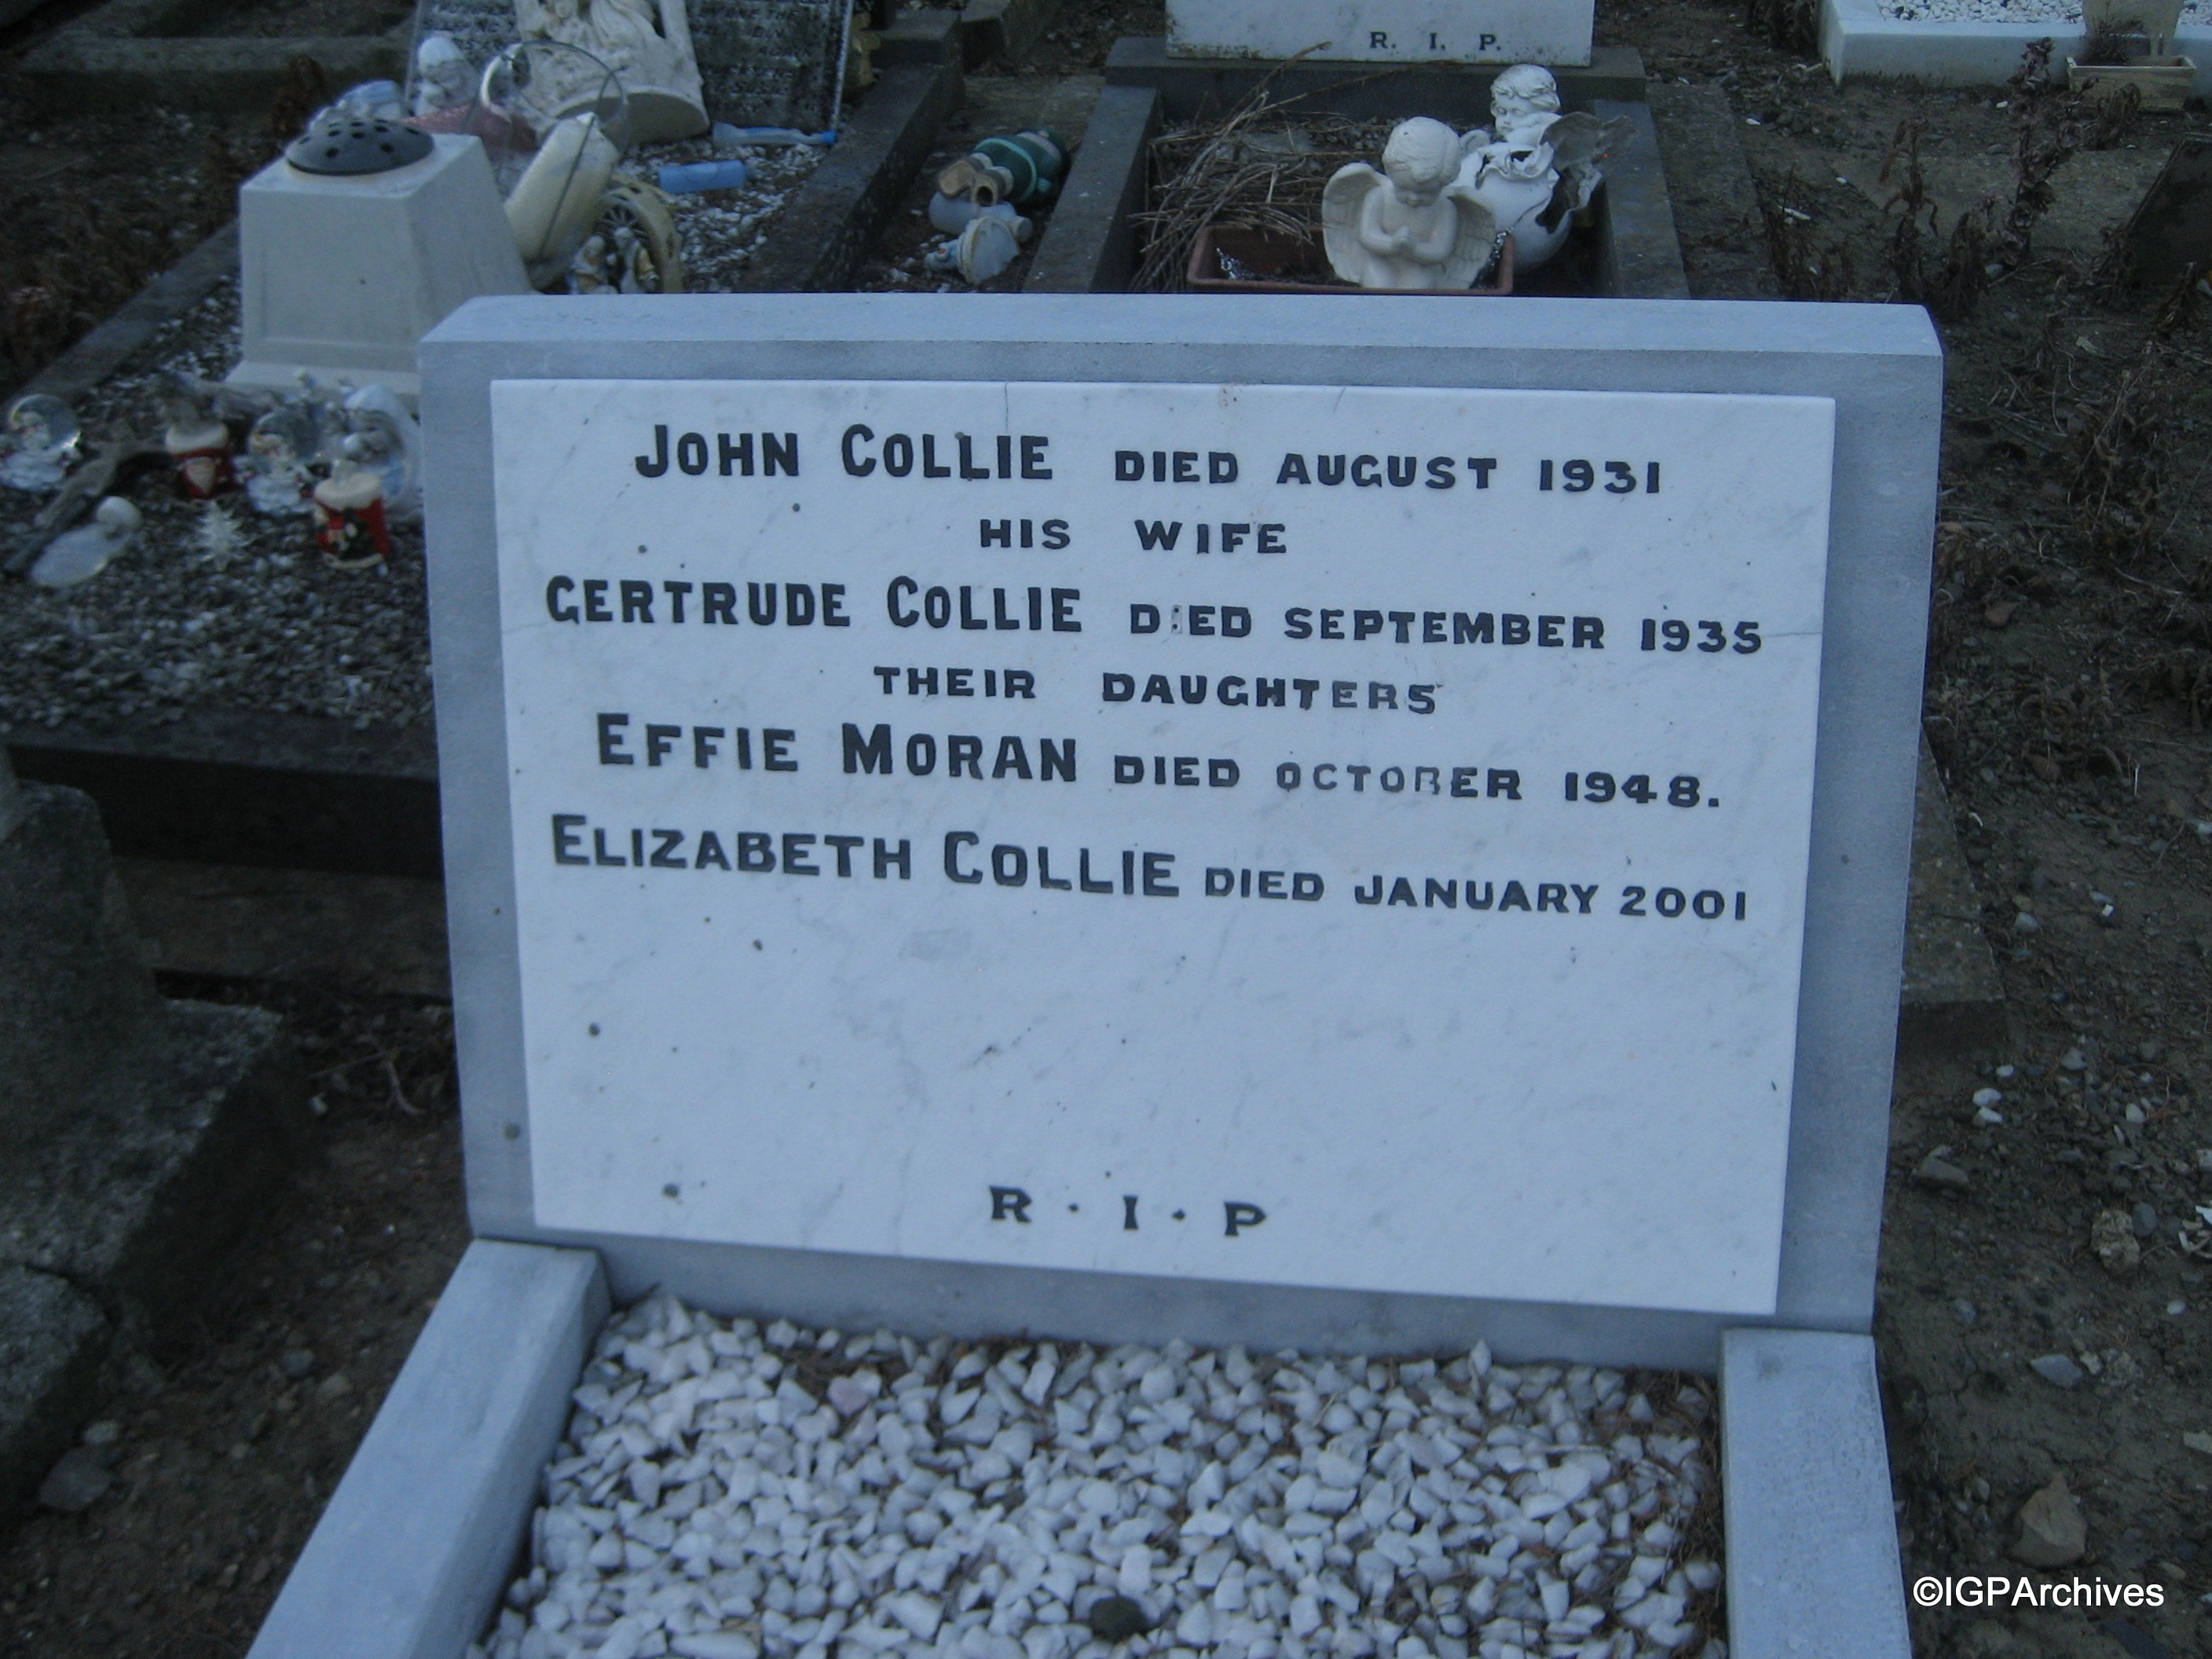 R. I. P.
JOHN COLLIE DIED AUGUST 1931
HIS WIFE
GERTRUDE COLLIE DIED SEPTEMBER 1935
THEIR DAUGHTERS
EFFIE MORAN DIED OCTOBER 1948.
ELIZABETH COLLIE DIED JANUARY 2001
R · I · P
©IGPArchives